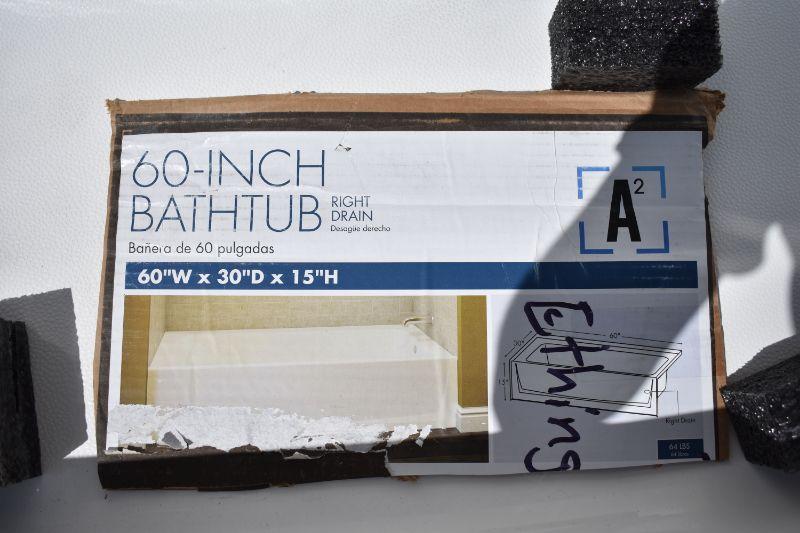 60-INCH
BATHTUB
RIGHT
DRAIN
Desagüe derecho
Bañera de 60 pulgadas
A2
60"W x 30"D x 15"H
Ething
60"
30"
15"
Right Drain
64 LBS